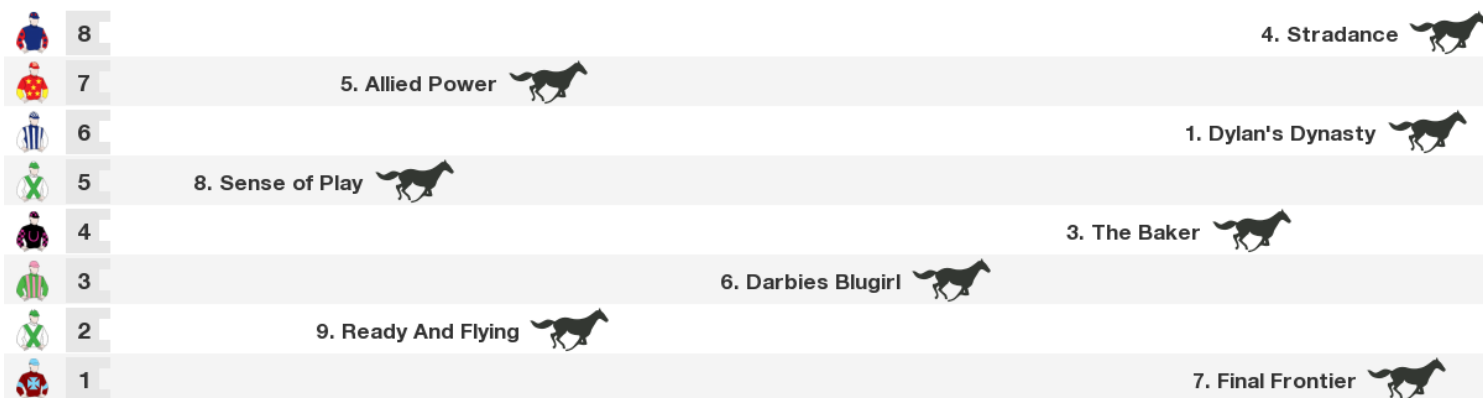 8 4. Stradance
7 5. Allied Power
6 1. Dylan's Dynasty
5 8. Sense of Play
4 3. The Baker
3 6. Darbies Blugirl
2 9. Ready And Flying
1 7. Final Frontier